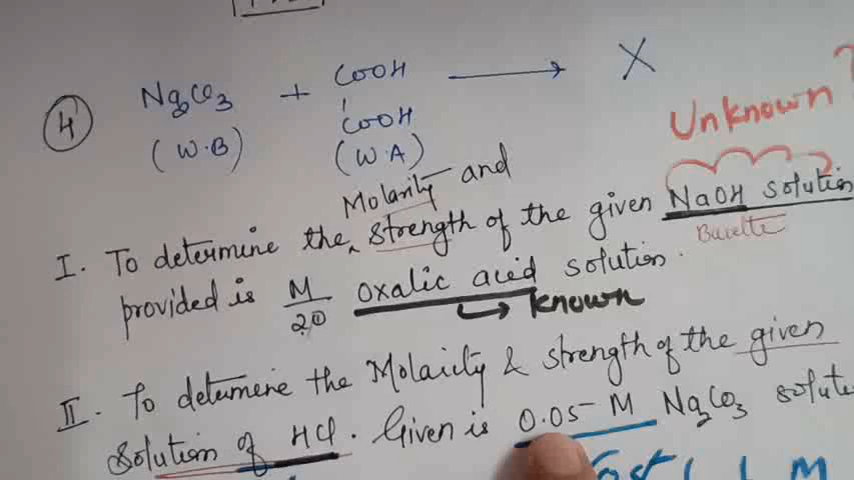 4 Na2CO3 + COOH → X
COOH
(W.B) (W.A)
Unknown?
Molarity and
I. To determine the ^ strength of the given NaOH solution
Burette
provided is M/20 oxalic acid solution.
↳ known
II. To determine the Molarity & strength of the given
solution of HCl. Given is 0.05 M Na2CO3